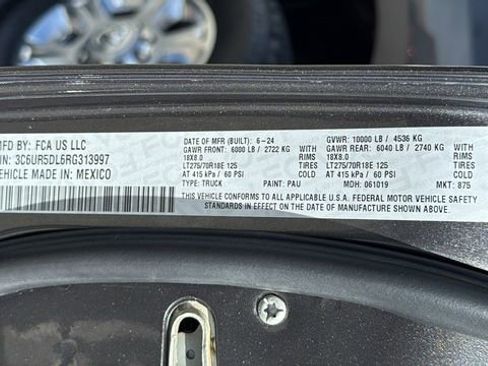 MFD BY: FCA US LLC
IN: 3C6UR5DL6RG313997
VEHICLE MADE IN: MEXICO
DATE OF MFR (BUILT): 6-24 GVWR: 10000 LB / 4536 KG
GAWR FRONT: 6000 LB / 2722 KG WITH GAWR REAR: 6040 LB / 2740 KG WITH
18X8.0 RIMS 18X8.0 RIMS
LT275/70R18E 125 TIRES LT275/70R18E 125 TIRES
AT 415 kPa / 60 PSI COLD AT 415 kPa / 60 PSI COLD
TYPE: TRUCK PAINT: PAU MDH: 061019 MKT: 875
THIS VEHICLE CONFORMS TO ALL APPLICABLE U.S.A. FEDERAL MOTOR VEHICLE SAFETY
STANDARDS IN EFFECT ON THE DATE OF MANUFACTURE SHOWN ABOVE.